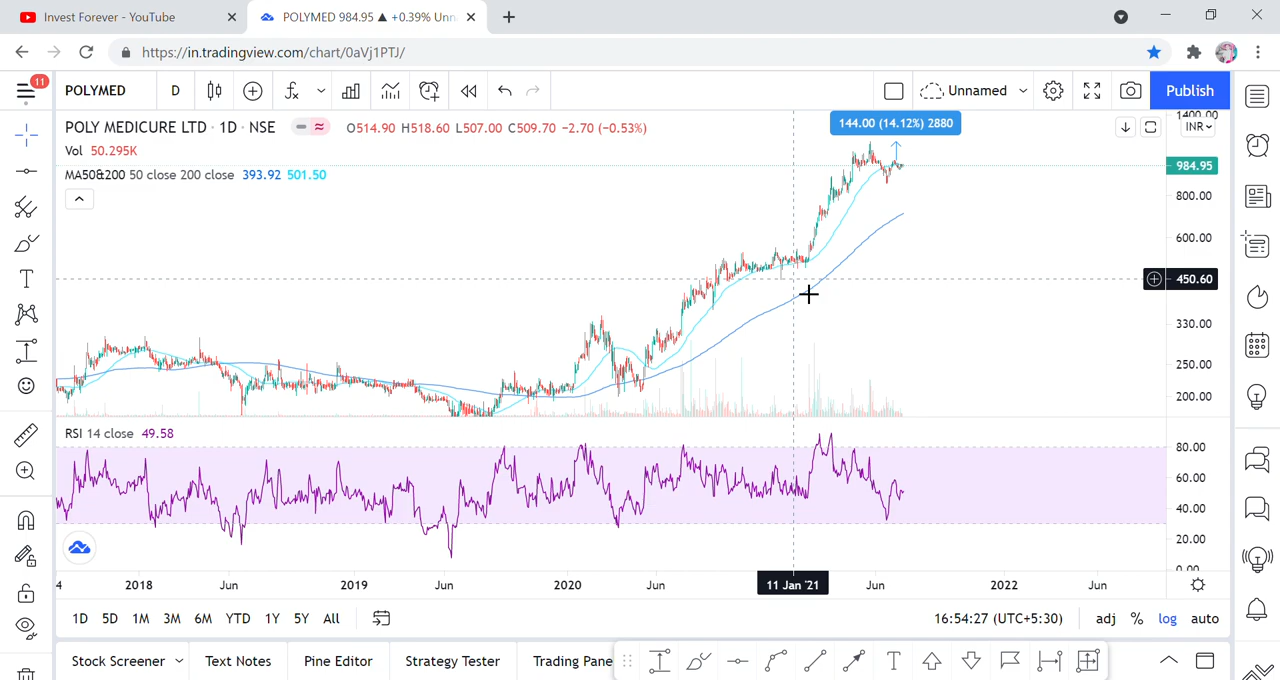 Invest Forever - YouTube
POLYMED 984.95 ▲ +0.39% Unn
https://in.tradingview.com/chart/0aVj1PTJ/
11
POLYMED
D
Unnamed
Publish
POLY MEDICURE LTD · 1D · NSE
O514.90 H518.60 L507.00 C509.70 -2.70 (-0.53%)
Vol 50.295K
MA50&200 50 close 200 close 393.92 501.50
144.00 (14.12%) 2880
1400.00
INR
984.95
800.00
600.00
450.60
330.00
250.00
200.00
RSI 14 close 49.58
80.00
60.00
40.00
20.00
0.00
4 2018 Jun 2019 Jun 2020 Jun 11 Jan '21 Jun 2022 Jun
1D 5D 1M 3M 6M YTD 1Y 5Y All
16:54:27 (UTC+5:30)
adj % log auto
Stock Screener Text Notes Pine Editor Strategy Tester Trading Pane
T